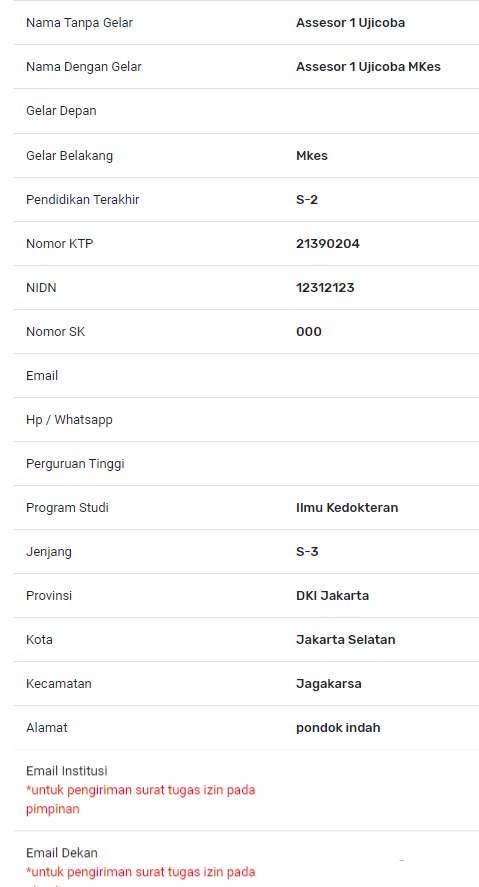 Nama Tanpa Gelar Assesor 1 Ujicoba
Nama Dengan Gelar Assesor 1 Ujicoba MKes
Gelar Depan
Gelar Belakang Mkes
Pendidikan Terakhir S-2
Nomor KTP 21390204
NIDN 12312123
Nomor SK 000
Email
Hp / Whatsapp
Perguruan Tinggi
Program Studi Ilmu Kedokteran
Jenjang S-3
Provinsi DKI Jakarta
Kota Jakarta Selatan
Kecamatan Jagakarsa
Alamat pondok indah
Email Institusi
*untuk pengiriman surat tugas izin pada
pimpinan
Email Dekan
*untuk pengiriman surat tugas izin pada